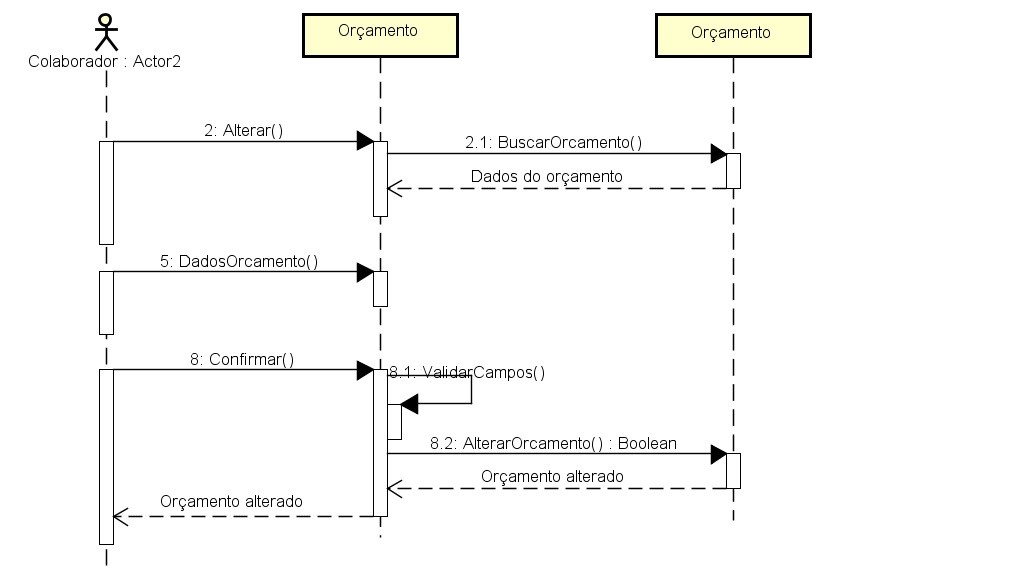 Orçamento
Orçamento
Colaborador : Actor2
2: Alterar()
2.1: BuscarOrcamento()
Dados do orçamento
5: DadosOrcamento()
8: Confirmar()
8.1: ValidarCampos()
8.2: AlterarOrcamento() : Boolean
Orçamento alterado
Orçamento alterado